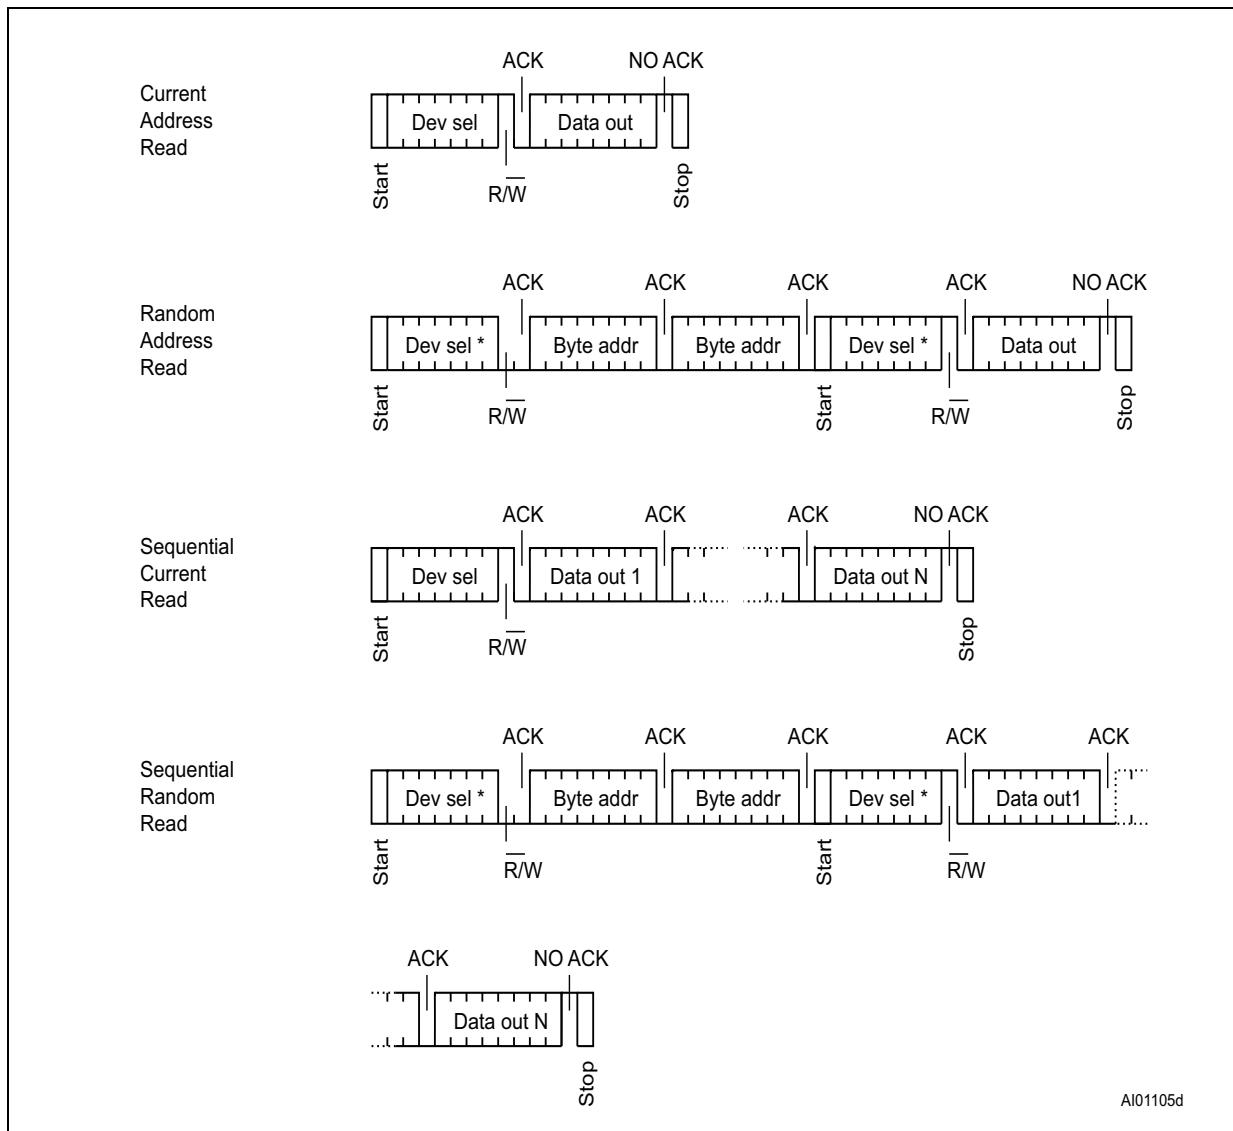 ACK NO ACK
Current
Address
Read
Dev sel Data out
Start R/W̅ Stop
ACK ACK ACK ACK NO ACK
Random
Address
Read
Dev sel * Byte addr Byte addr Dev sel * Data out
Start R/W̅ Start R/W̅ Stop
ACK ACK ACK NO ACK
Sequential
Current
Read
Dev sel Data out 1 Data out N
Start R/W̅ Stop
ACK ACK ACK ACK ACK
Sequential
Random
Read
Dev sel * Byte addr Byte addr Dev sel * Data out1
Start R̅/W Start R̅/W
ACK NO ACK
Data out N
Stop
AI01105d